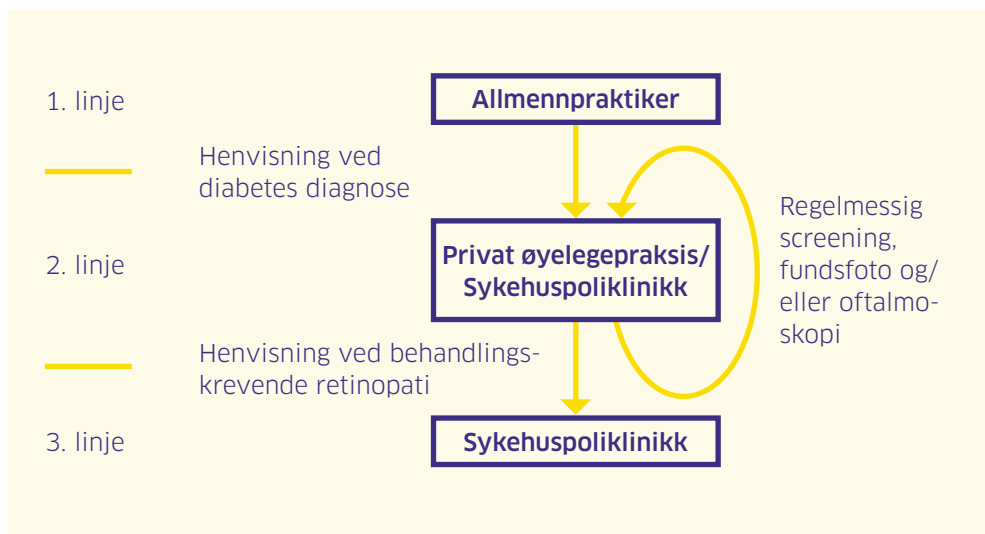 1. linje
Allmennpraktiker
Henvisning ved
diabetes diagnose
2. linje
Privat øyelegepraksis/
Sykehuspoliklinikk
Regelmessig
screening,
fundsfoto og/
eller oftalmo-
skopi
Henvisning ved behandlings-
krevende retinopati
3. linje
Sykehuspoliklinikk